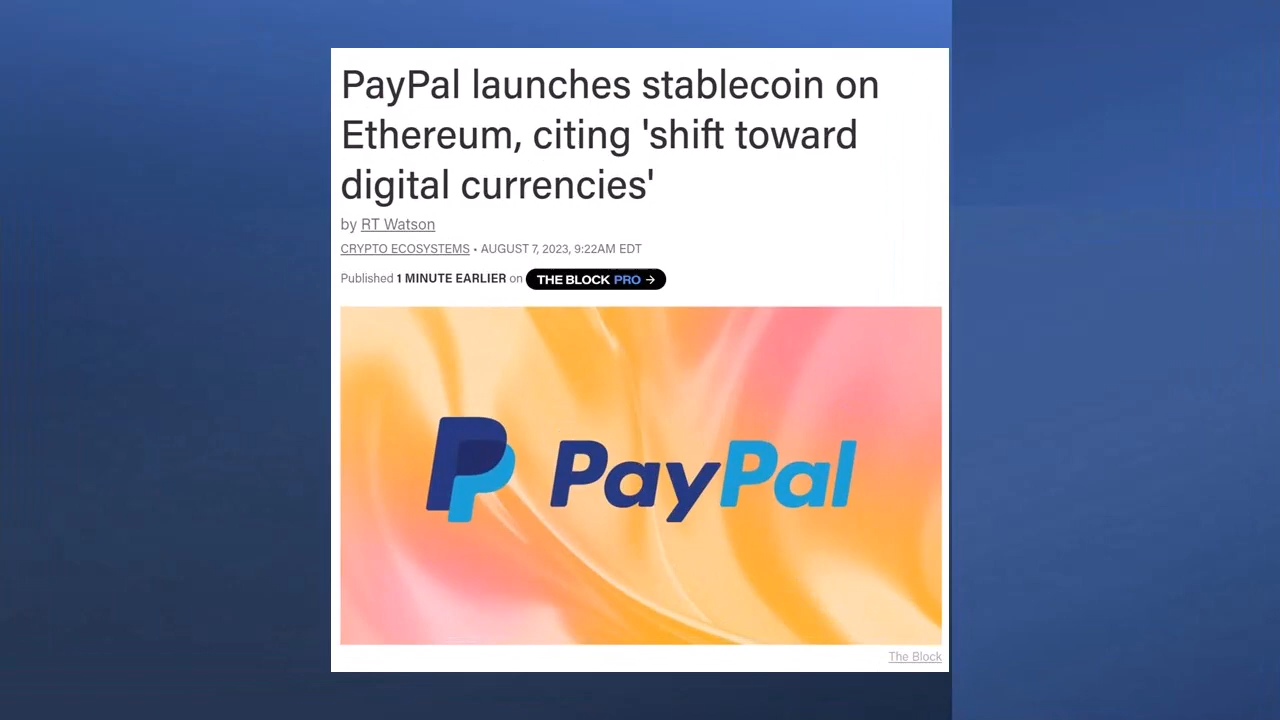 PayPal launches stablecoin on
Ethereum, citing 'shift toward
digital currencies'
by RT Watson
CRYPTO ECOSYSTEMS • AUGUST 7, 2023, 9:22AM EDT
Published 1 MINUTE EARLIER on THE BLOCK PRO →
PayPal
The Block